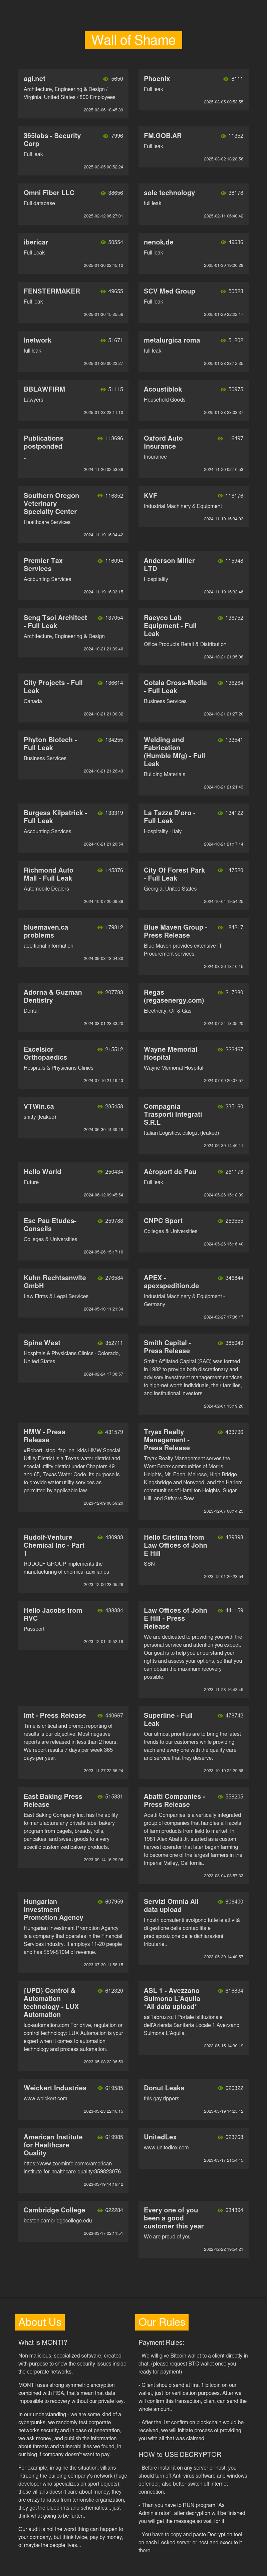 Wall of Shame
agi.net
5650
Architecture, Engineering & Design /
Virginia, United States / 800 Employees
2025-03-06 18:45:39
Phoenix
8111
Full leak
2025-03-05 00:53:55
365labs - Security
Corp
7996
Full leak
2025-03-05 00:52:24
FM.GOB.AR
11352
Full leak
2025-03-02 18:28:56
Omni Fiber LLC
38656
Full database
2025-02-12 05:27:01
sole technology
38178
full leak
2025-02-11 06:40:42
ibericar
50554
Full Leak
2025-01-30 22:45:12
nenok.de
49636
Full leak
2025-01-30 19:00:28
FENSTERMAKER
49655
Full leak
2025-01-30 15:35:56
SCV Med Group
50523
Full leak
2025-01-29 22:22:17
Inetwork
51671
full leak
2025-01-29 00:22:27
metalurgica roma
51202
full leak
2025-01-28 23:12:35
BBLAWFIRM
51115
Lawyers
2025-01-28 23:11:15
Acoustiblok
50975
Household Goods
2025-01-28 23:03:37
Publications
postponed
113696
...
2024-11-26 02:53:39
Oxford Auto
Insurance
116497
Insurance
2024-11-20 02:10:53
Southern Oregon
Veterinary
Specialty Center
116352
Healthcare Services
2024-11-19 16:34:42
KVF
116176
Industrial Machinery & Equipment
2024-11-19 16:34:03
Premier Tax
Services
116094
Accounting Services
2024-11-19 16:33:15
Anderson Miller
LTD
115948
Hospitality
2024-11-19 16:32:46
Seng Tsoi Architect
- Full Leak
137054
Architecture, Engineering & Design
2024-10-21 21:39:40
Raeyco Lab
Equipment - Full
Leak
136752
Office Products Retail & Distribution
2024-10-21 21:35:08
City Projects - Full
Leak
136614
Canada
2024-10-21 21:30:32
Cotala Cross-Media
- Full Leak
136264
Business Services
2024-10-21 21:27:20
Phyton Biotech -
Full Leak
134255
Business Services
2024-10-21 21:26:43
Welding and
Fabrication
(Humble Mfg) - Full
Leak
133541
Building Materials
2024-10-21 21:21:43
Burgess Kilpatrick -
Full Leak
133319
Accounting Services
2024-10-21 21:20:54
La Tazza D'oro -
Full Leak
134122
Hospitality · Italy
2024-10-21 21:17:14
Richmond Auto
Mall - Full Leak
145376
Automobile Dealers
2024-10-07 20:09:39
City Of Forest Park
- Full Leak
147520
Georgia, United States
2024-10-04 19:54:25
bluemaven.ca
problems
179812
additional information
2024-09-03 13:04:30
Blue Maven Group -
Press Release
184217
Blue Maven provides extensive IT
Procurement services.
2024-08-26 13:10:15
Adorna & Guzman
Dentistry
207783
Dental
2024-08-01 23:33:20
Regas
(regasenergy.com)
217280
Electricity, Oil & Gas
2024-07-24 13:25:20
Excelsior
Orthopaedics
215512
Hospitals & Physicians Clinics
2024-07-16 21:19:43
Wayne Memorial
Hospital
222467
Wayne Memorial Hospital
2024-07-09 20:07:57
VTWin.ca
235458
shitty (leaked)
2024-06-30 14:39:48
Compagnia
Trasporti Integrati
S.R.L
235160
Italian Logistics. ctilog.it (leaked)
2024-06-30 14:40:11
Hello World
250434
Future
2024-06-12 39:45:54
Aéroport de Pau
261176
Full leak
2024-05-26 15:18:39
Esc Pau Etudes-
Conseils
259788
Colleges & Universities
2024-05-26 15:17:16
CNPC Sport
259555
Colleges & Universities
2024-05-26 15:16:40
Kuhn Rechtsanwlte
GmbH
276584
Law Firms & Legal Services
2024-05-10 11:21:34
APEX -
apexspedition.de
346844
Industrial Machinery & Equipment ·
Germany
2024-02-27 17:36:17
Spine West
352711
Hospitals & Physicians Clinics · Colorado,
United States
2024-02-24 17:08:57
Smith Capital -
Press Release
385040
Smith Affiliated Capital (SAC) was formed
in 1982 to provide both discretionary and
advisory investment management services
to high-net worth individuals, their families,
and institutional investors.
2024-02-01 13:18:20
HMW - Press
Release
431579
#Robert_stop_fap_on_kids HMW Special
Utility District is a Texas water district and
special utility district under Chapters 49
and 65, Texas Water Code. Its purpose is
to provide water utility services as
permitted by applicable law.
2023-12-09 00:59:20
Tryax Realty
Management -
Press Release
433796
Tryax Realty Management serves the
West Bronx communities of Morris
Heights, Mt. Eden, Melrose, High Bridge,
Kingsbridge and Norwood, and the Harlem
communities of Hamilton Heights, Sugar
Hill, and Strivers Row.
2023-12-07 00:14:25
Rudolf-Venture
Chemical Inc - Part
1
430933
RUDOLF GROUP implements the
manufacturing of chemical auxiliaries
2023-12-06 23:05:26
Hello Cristina from
Law Offices of John
E Hill
439393
SSN
2023-12-01 20:23:54
Hello Jacobs from
RVC
438334
Passport
2023-12-01 19:52:19
Law Offices of John
E Hill - Press
Release
441159
We are dedicated to providing you with the
personal service and attention you expect.
Our goal is to help you understand your
rights and assess your options, so that you
can obtain the maximum recovery
possible.
2023-11-28 16:43:45
Imt - Press Release
440667
Time is critical and prompt reporting of
results is our objective. Most negative
reports are released in less than 2 hours.
We report results 7 days per week 365
days per year.
2023-11-27 22:56:24
Superline - Full
Leak
478742
Our utmost priorities are to bring the latest
trends to our customers while providing
each and every one with the quality care
and service that they deserve.
2023-10-19 22:20:58
East Baking Press
Release
515831
East Baking Company Inc. has the ability
to manufacture any private label bakery
program from bagels, breads, rolls,
pancakes, and sweet goods to a very
specific customized bakery products.
2023-09-14 16:29:06
Abatti Companies -
Press Release
558205
Abatti Companies is a vertically integrated
group of companies that handles all facets
of farm products from field to market. In
1981 Alex Abatti Jr. started as a custom
harvest operator that later began farming
to become one of the largest farmers in the
Imperial Valley, California.
2023-08-04 08:57:33
Hungarian
Investment
Promotion Agency
607959
Hungarian Investment Promotion Agency
is a company that operates in the Financial
Services industry. It employs 11-20 people
and has $5M-$10M of revenue.
2023-07-30 11:58:15
Servizi Omnia All
data upload
606400
I nostri consulenti svolgono tutte le attività
di gestione della contabilità e
predisposizione delle dichiarazioni
tributarie..
2023-05-30 14:40:57
{UPD} Control &
Automation
technology - LUX
Automation
612320
lux-automation.com For drive, regulation or
control technology: LUX Automation is your
expert when it comes to automation
technology and process automation.
2023-05-08 22:06:59
ASL 1 - Avezzano
Sulmona L'Aquila
"All data upload"
616834
asl1abruzzo.it Portale istituzionale
dell'Azienda Sanitaria Locale 1 Avezzano
Sulmona L'Aquila.
2023-05-15 14:30:19
Weickert Industries
619585
www.weickert.com
2023-03-23 22:46:15
Donut Leaks
626322
this gay rippers
2023-03-19 14:25:42
American Institute
for Healthcare
Quality
619985
https://www.zoominfo.com/c/american-
institute-for-healthcare-quality/359823076
2023-03-19 14:19:42
UnitedLex
623768
www.unitedlex.com
2023-03-17 21:54:45
Cambridge College
622284
boston.cambridgecollege.edu
2023-03-17 02:11:51
Every one of you
been a good
customer this year
634394
We are proud of you
2022-12-22 19:54:21
About Us
What is MONTI?
Non malicious, specialised software, created
with purpose to show the security issues inside
the corporate networks.
MONTI uses strong symmetric encryption
combined with RSA, that's mean that data
impossible to recovery without our private key.
In our understanding - we are some kind of a
cyberpunks, we randomly test corporate
networks security and in case of penetration,
we ask money, and publish the information
about threats and vulnerabilities we found, in
our blog if company doesn't want to pay.
For example, imagine the situation: villians
intruding the building company's network (huge
developer who specializes on sport objects),
those villians doesn't care about money, they
are crazy fanatics from terroristic organization,
they get the blueprints and schematics... just
think what going to be furter..
Our audit is not the worst thing can happen to
your company, but think twice, pay by money,
or maybe the people lives...
Our Rules
Payment Rules:
- We will give Bitcoin wallet to a client directly in
chat. (please request BTC wallet once you
ready for payment)
- Client should send at first 1 bitcoin on our
wallet, just for verification purposes. After we
will confirm this transaction, client can send the
whole amount.
- After the 1st confirm on blockchain would be
received, we will initiate process of providing
you with all that was claimed
HOW-to-USE DECRYPTOR
- Before install it on any server or host, you
should turn off Anti-virus software and windows
defender, also better switch off internet
connection.
- Than you have to RUN program "As
Administrator", after decryption will be finished
you will get the message,so wait for it.
- You have to copy and paste Decryption tool
on each Locked server or host and execute it
there.